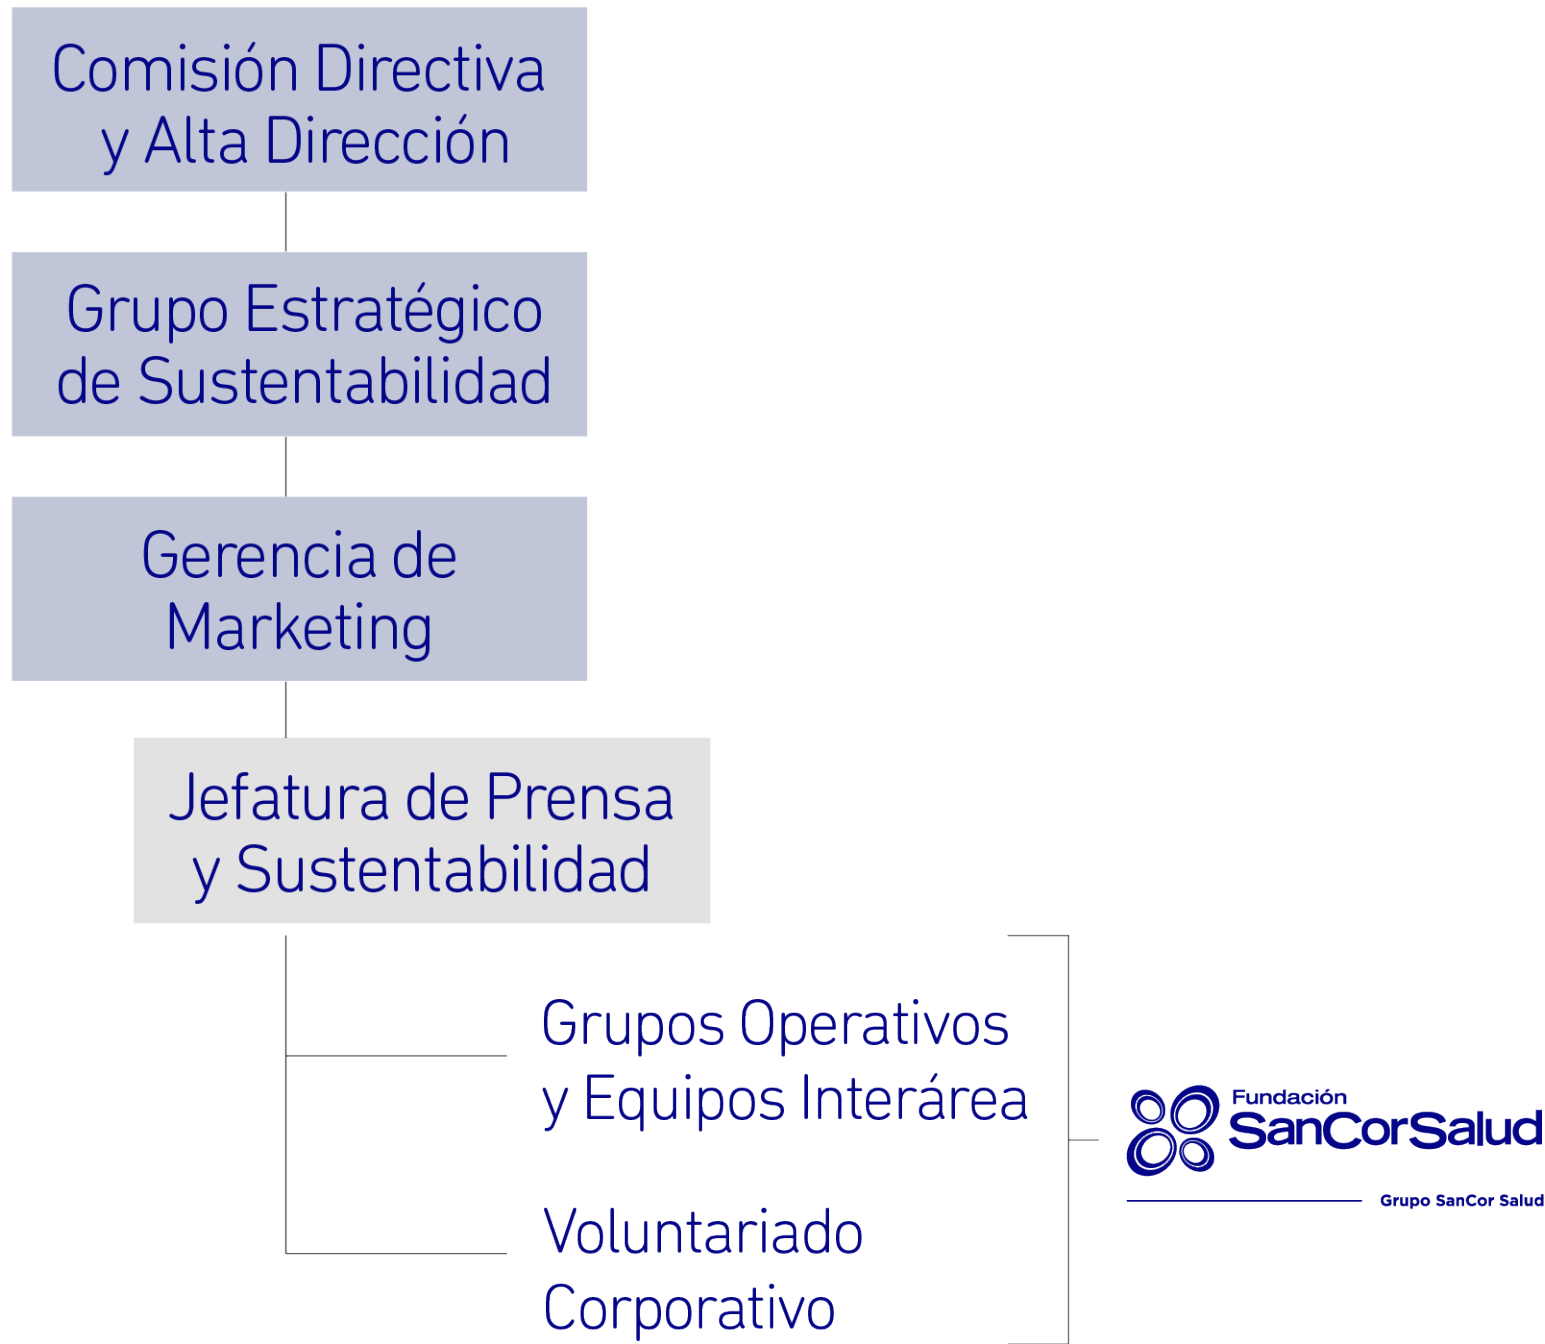 Comisión Directiva
y Alta Dirección
Grupo Estratégico
de Sustentabilidad
Gerencia de
Marketing
Jefatura de Prensa
y Sustentabilidad
Grupos Operativos
y Equipos Interárea
Voluntariado
Corporativo
Fundación
SanCorSalud
Grupo SanCor Salud